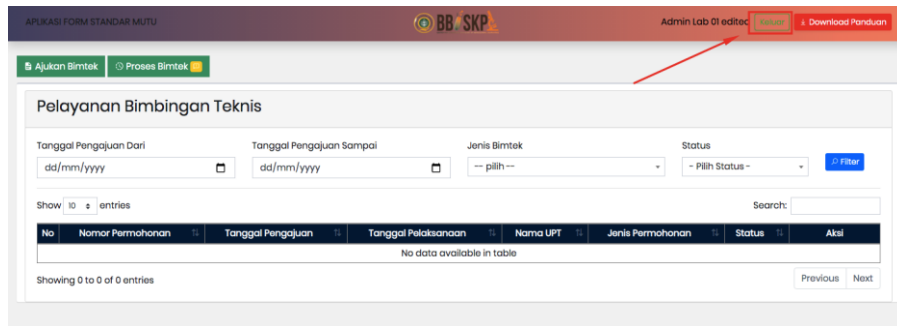 APLIKASI FORM STANDAR MUTU
BB SKP
Admin Lab 01 edited Keluar Download Panduan
Ajukan Bimtek Proses Bimtek
Pelayanan Bimbingan Teknis
Tanggal Pengajuan Dari Tanggal Pengajuan Sampai Jenis Bimtek Status
dd/mm/yyyy dd/mm/yyyy -- pilih -- - Pilih Status - Filter
Show 10 entries Search:
No Nomor Permohonan Tanggal Pengajuan Tanggal Pelaksanaan Nama UPT Jenis Permohonan Status Aksi
No data available in table
Showing 0 to 0 of 0 entries Previous Next